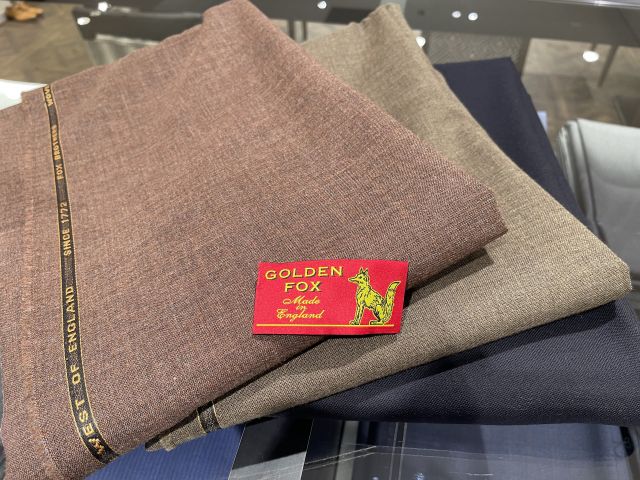 WEST OF ENGLAND SINCE 1772 FOX BROTHERS
GOLDEN
FOX
Made
in
England